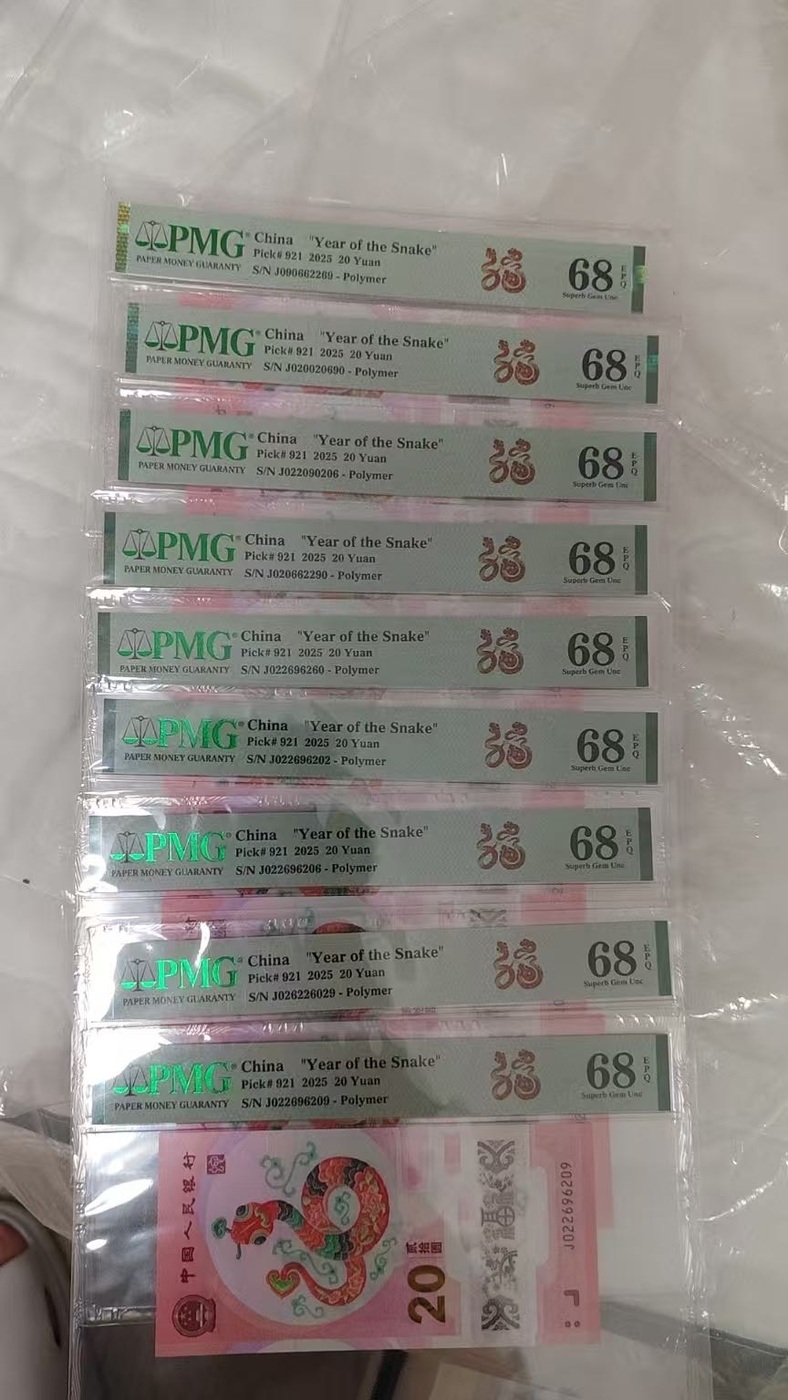 PMG China "Year of the Snake" 68 EPQ
Pick# 921 2025 20 Yuan
PAPER MONEY GUARANTY S/N J090662269 - Polymer Superb Gem Unc
PMG China "Year of the Snake" 68 EPQ
Pick# 921 2025 20 Yuan
PAPER MONEY GUARANTY S/N J020020690 - Polymer Superb Gem Unc
PMG China "Year of the Snake" 68 EPQ
Pick# 921 2025 20 Yuan
PAPER MONEY GUARANTY S/N J022090206 - Polymer Superb Gem Unc
PMG China "Year of the Snake" 68 EPQ
Pick# 921 2025 20 Yuan
PAPER MONEY GUARANTY S/N J020662290 - Polymer Superb Gem Unc
PMG China "Year of the Snake" 68 EPQ
Pick# 921 2025 20 Yuan
PAPER MONEY GUARANTY S/N J022696260 - Polymer Superb Gem Unc
PMG China "Year of the Snake" 68 EPQ
Pick# 921 2025 20 Yuan
PAPER MONEY GUARANTY S/N J022696202 - Polymer Superb Gem Unc
PMG China "Year of the Snake" 68 EPQ
Pick# 921 2025 20 Yuan
PAPER MONEY GUARANTY S/N J022696206 - Polymer Superb Gem Unc
PMG China "Year of the Snake" 68 EPQ
Pick# 921 2025 20 Yuan
PAPER MONEY GUARANTY S/N J026226029 - Polymer Superb Gem Unc
PMG China "Year of the Snake" 68 EPQ
Pick# 921 2025 20 Yuan
PAPER MONEY GUARANTY S/N J022696209 - Polymer Superb Gem Unc
中国人民银行
20
贰拾圆
J022696209